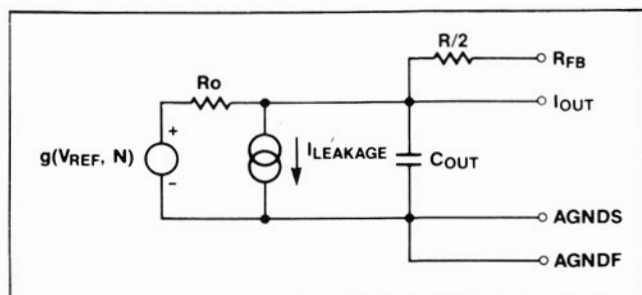 R/2
RFB
Ro
IOUT
+
g(VREF, N)
ILEAKAGE
COUT
-
AGNDS
AGNDF